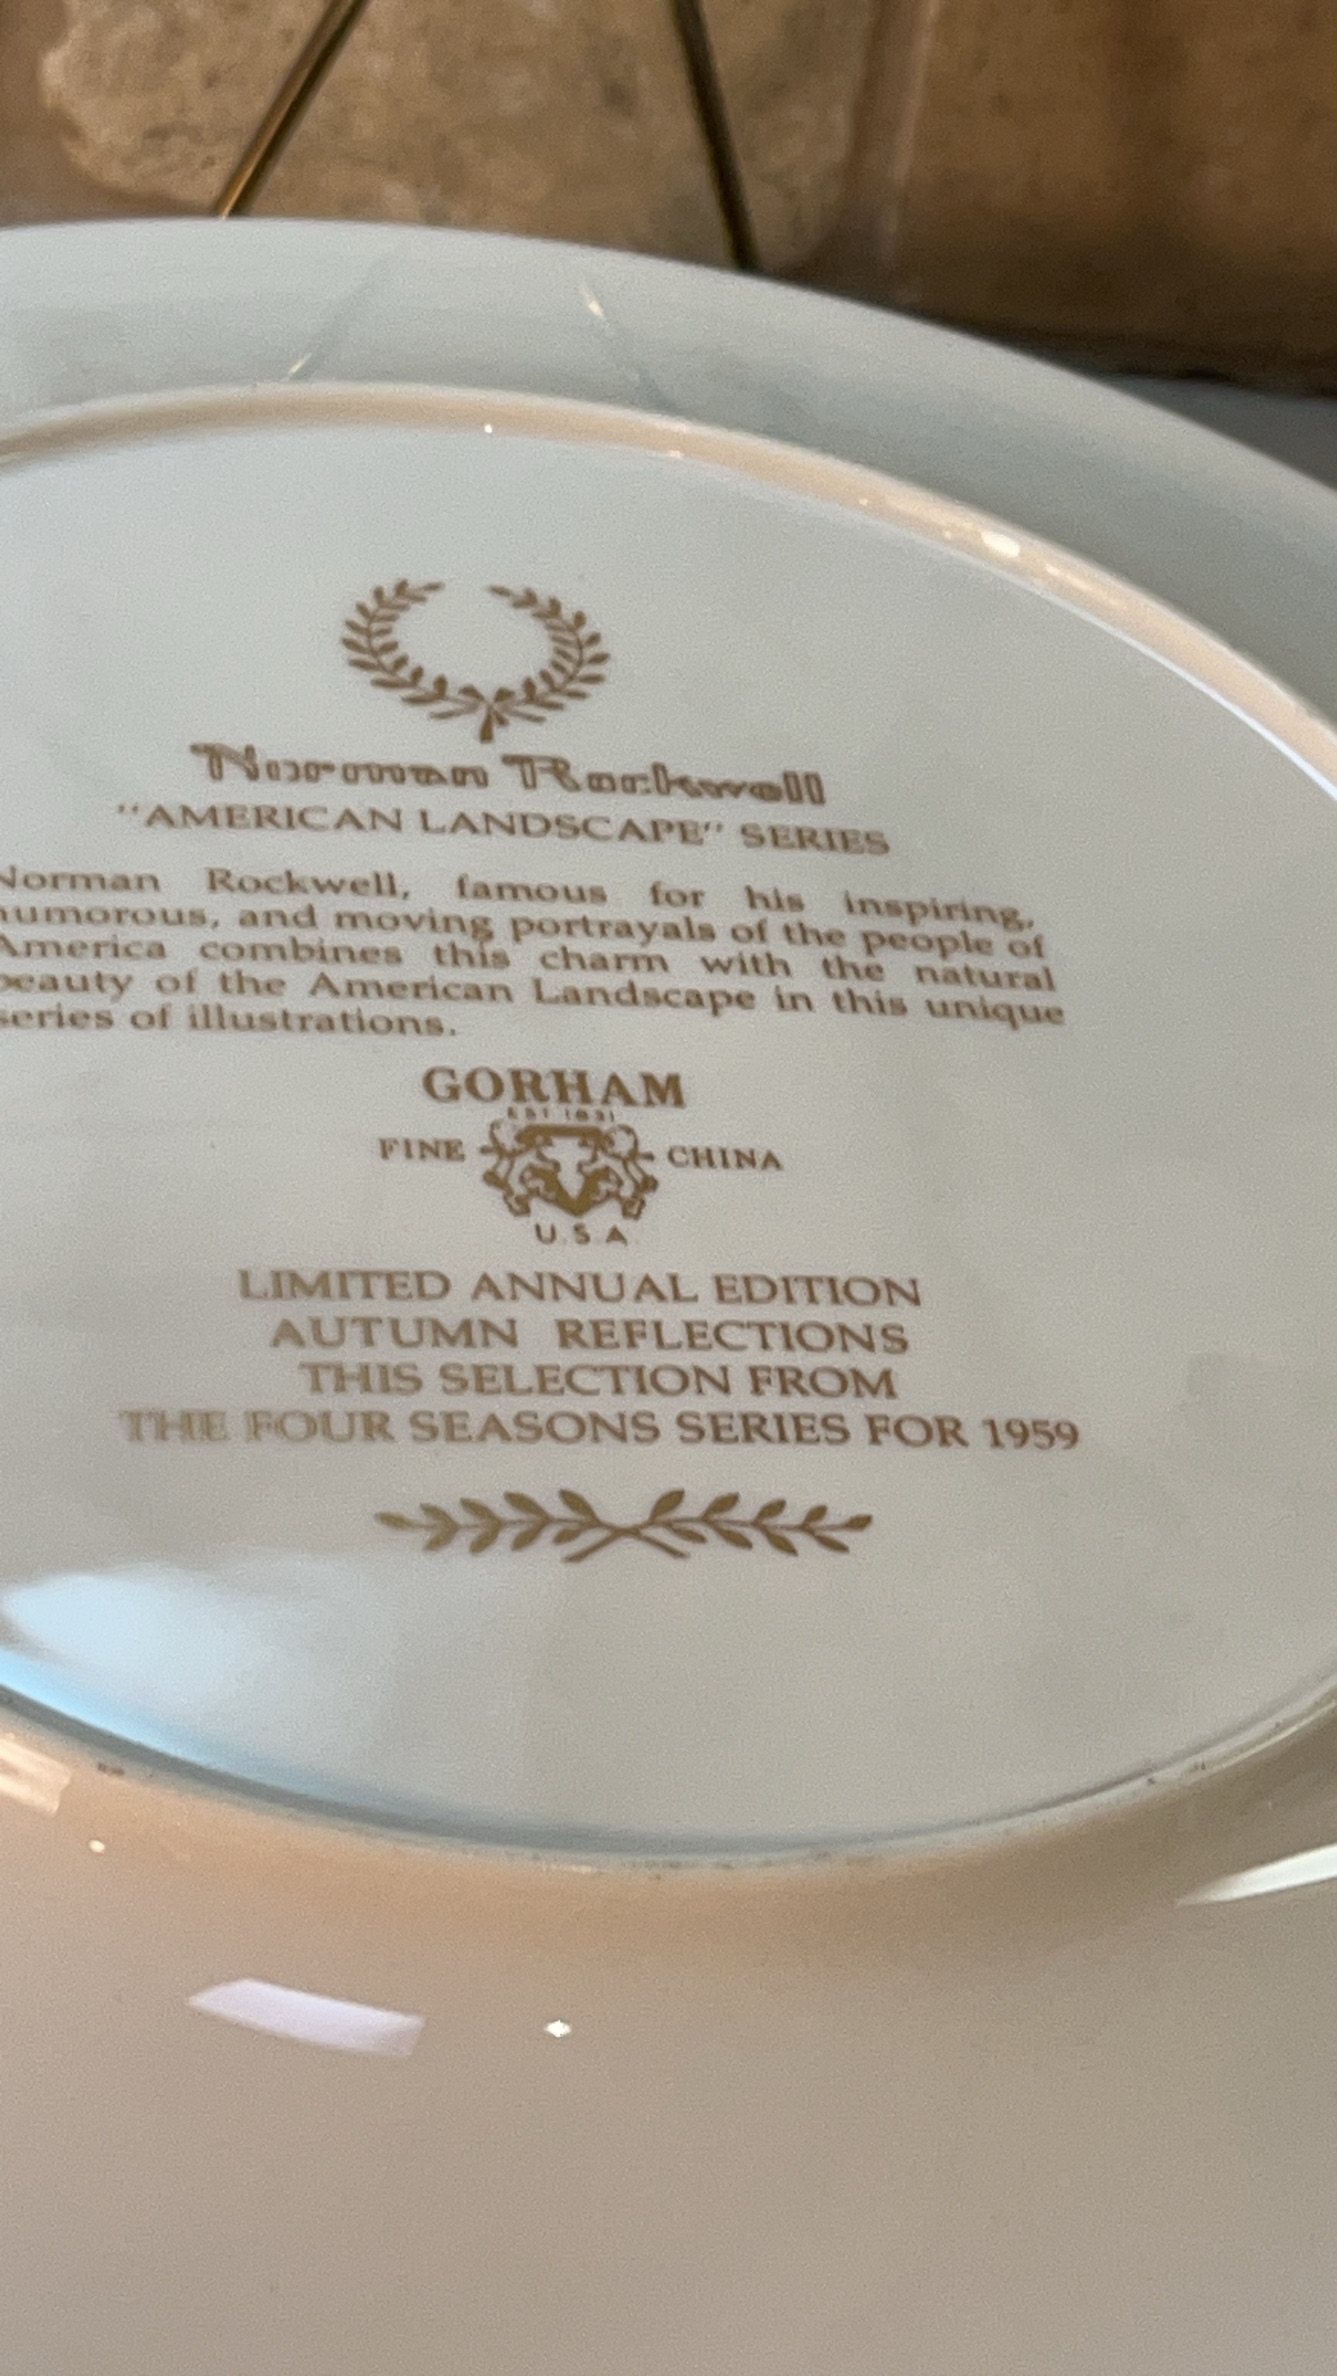 Norman Rockwell
"AMERICAN LANDSCAPE" SERIES
Norman Rockwell, famous for his inspiring,
humorous, and moving portrayals of the people of
America combines this charm with the natural
beauty of the American Landscape in this unique
series of illustrations.
GORHAM
EST 1831
FINE CHINA
U.S.A
LIMITED ANNUAL EDITION
AUTUMN REFLECTIONS
THIS SELECTION FROM
THE FOUR SEASONS SERIES FOR 1959